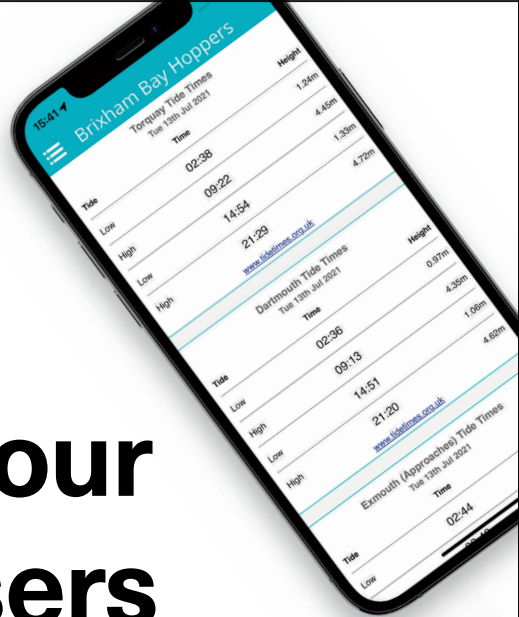 15:41
Brixham Bay Hoppers
Torquay Tide Times
Tue 13th Jul 2021
Tide Time Height
Low 02:38 1.24m
High 09:22 4.45m
Low 14:54 1.33m
High 21:29 4.72m
www.tidetimes.org.uk
Dartmouth Tide Times
Tue 13th Jul 2021
Tide Time Height
Low 02:36 0.97m
High 09:13 4.35m
Low 14:51 1.06m
High 21:20 4.62m
www.tidetimes.org.uk
Exmouth (Approaches) Tide Times
Tue 13th Jul 2021
Tide Time
Low 02:44
our
sers